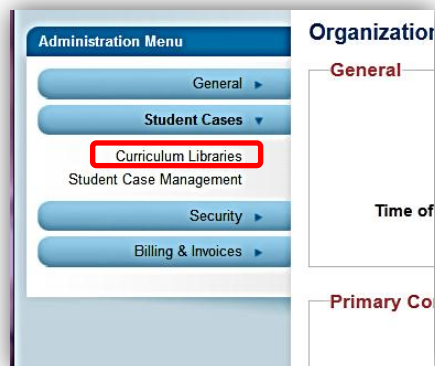 Administration Menu
General
Student Cases
Curriculum Libraries
Student Case Management
Security
Billing & Invoices
Organization
General
Time of
Primary Co